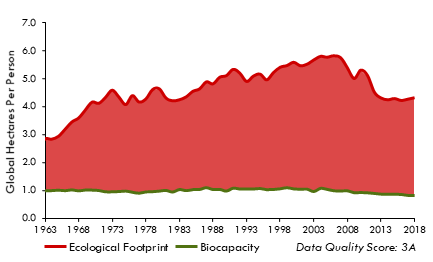 7.0
6.0
5.0
4.0
3.0
2.0
1.0
0.0
Global Hectares Per Person
1963 1968 1973 1978 1983 1988 1993 1998 2003 2008 2013 2018
Ecological Footprint Biocapacity Data Quality Score: 3A